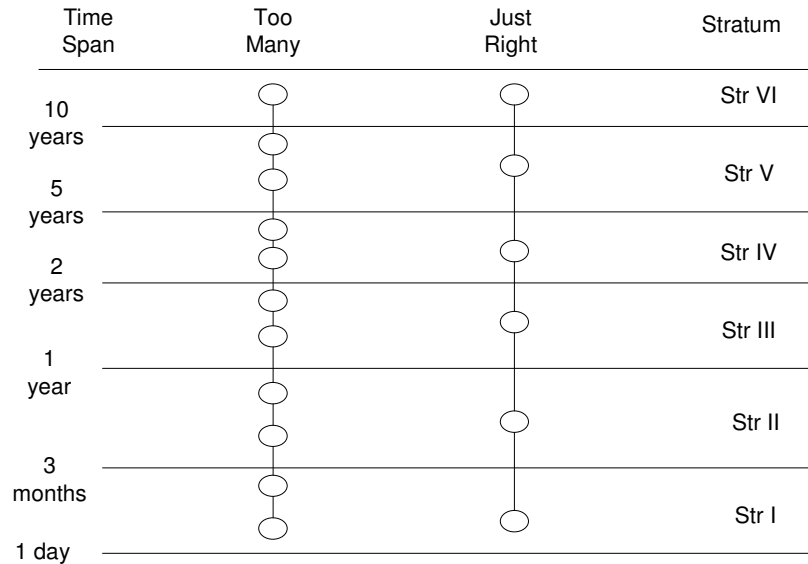 Time
Span
Too
Many
Just
Right
Stratum
Str VI
10
years
Str V
5
years
Str IV
2
years
Str III
1
year
Str II
3
months
Str I
1 day